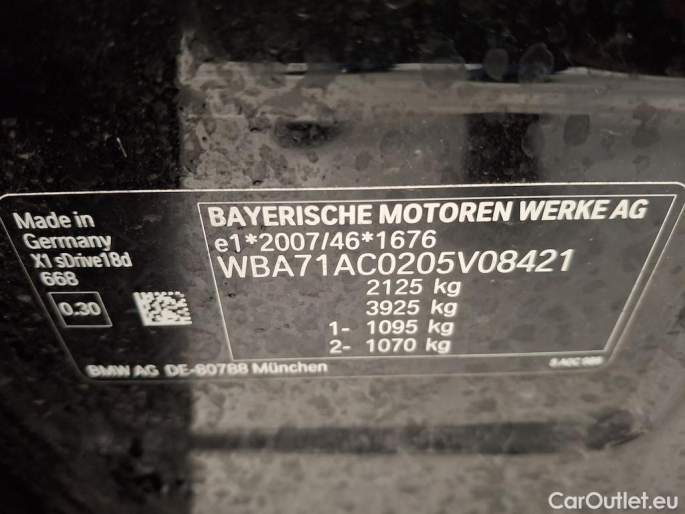 Made in
Germany
X1 sDrive18d
668
0.30
BAYERISCHE MOTOREN WERKE AG
e1*2007/46*1676
WBA71AC0205V08421
2125 kg
3925 kg
1- 1095 kg
2- 1070 kg
BMW AG DE-80788 München
CarOutlet.eu